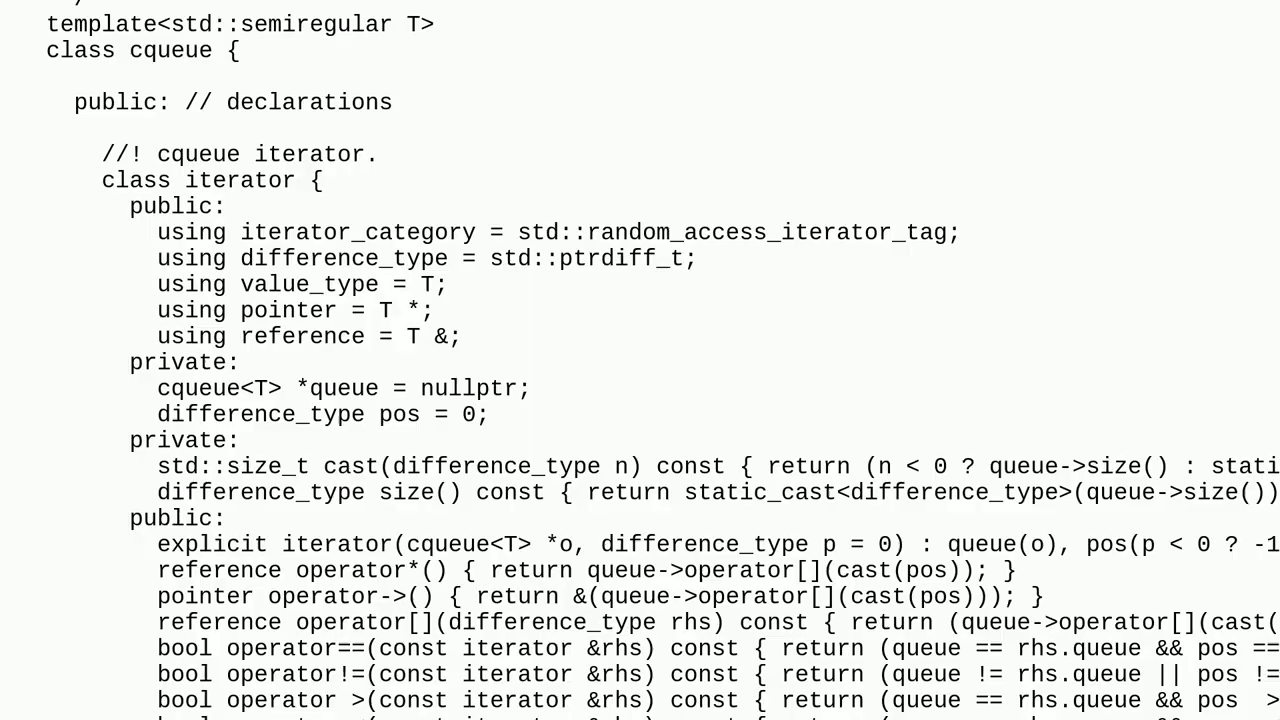 template<std::semiregular T>
class cqueue {
public: // declarations
//! cqueue iterator.
class iterator {
public:
using iterator_category = std::random_access_iterator_tag;
using difference_type = std::ptrdiff_t;
using value_type = T;
using pointer = T *;
using reference = T &;
private:
cqueue<T> *queue = nullptr;
difference_type pos = 0;
private:
std::size_t cast(difference_type n) const { return (n < 0 ? queue->size() : stati
difference_type size() const { return static_cast<difference_type>(queue->size())
public:
explicit iterator(cqueue<T> *o, difference_type p = 0) : queue(o), pos(p < 0 ? -1
reference operator*() { return queue->operator[](cast(pos)); }
pointer operator->() { return &(queue->operator[](cast(pos))); }
reference operator[](difference_type rhs) const { return (queue->operator[](cast(
bool operator==(const iterator &rhs) const { return (queue == rhs.queue && pos ==
bool operator!=(const iterator &rhs) const { return (queue != rhs.queue || pos !=
bool operator >(const iterator &rhs) const { return (queue == rhs.queue && pos >